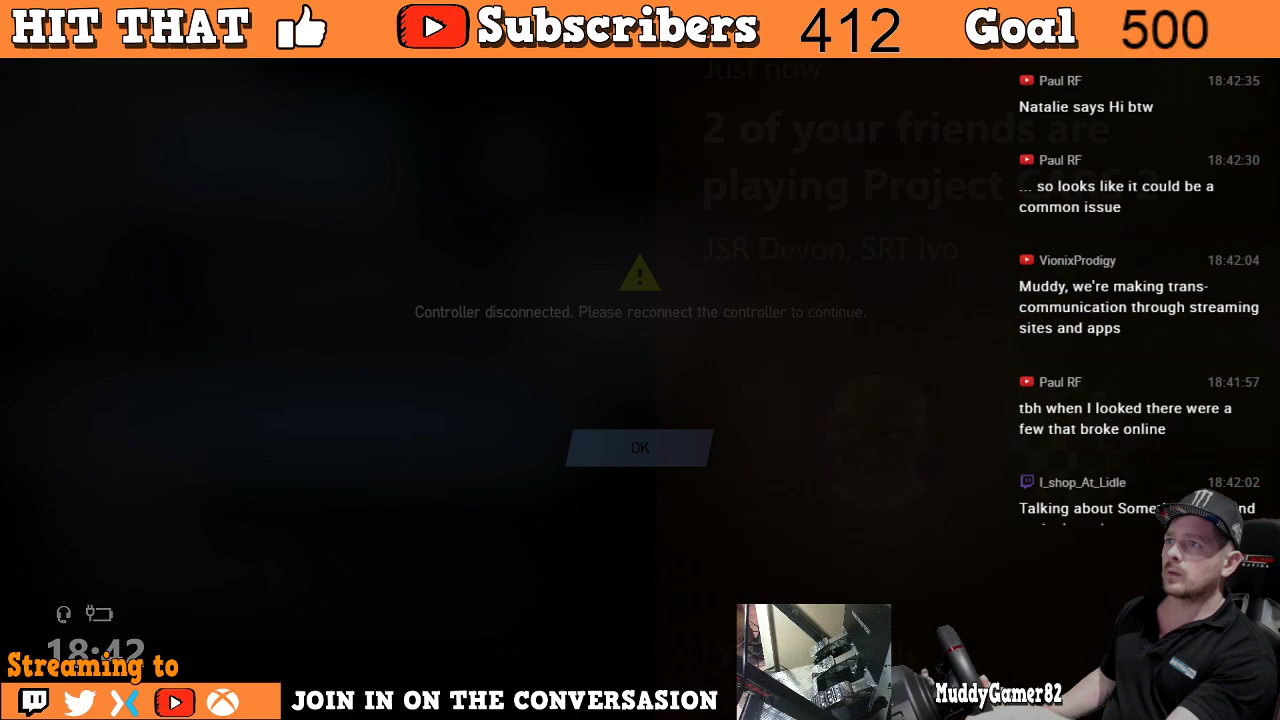 HIT THAT
Subscribers 412
Goal 500
Just now
2 of your friends are
playing Project CARS 2
JSR Devon, SRT Ivo
Controller disconnected. Please reconnect the controller to continue.
OK
Paul RF 18:42:35
Natalie says Hi btw
Paul RF 18:42:30
... so looks like it could be a
common issue
VionixProdigy 18:42:04
Muddy, we're making trans-
communication through streaming
sites and apps
Paul RF 18:41:57
tbh when I looked there were a
few that broke online
I_shop_At_Lidle 18:42:02
Talking about
18:42
Streaming to
JOIN IN ON THE CONVERSASION
MuddyGamer82